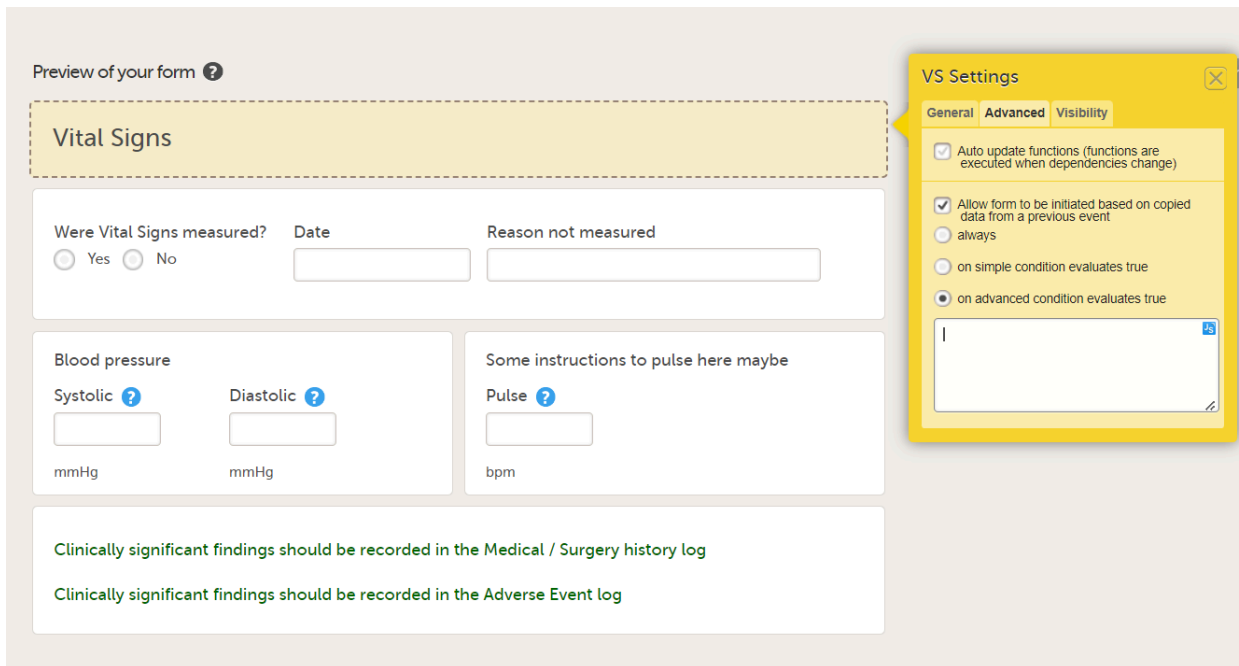 Preview of your form ?
Vital Signs
Were Vital Signs measured?
Yes No
Date
Reason not measured
Blood pressure
Systolic ?
Diastolic ?
mmHg
mmHg
Some instructions to pulse here maybe
Pulse ?
bpm
Clinically significant findings should be recorded in the Medical / Surgery history log
Clinically significant findings should be recorded in the Adverse Event log
VS Settings
General Advanced Visibility
Auto update functions (functions are
executed when dependencies change)
Allow form to be initiated based on copied
data from a previous event
always
on simple condition evaluates true
on advanced condition evaluates true
JS